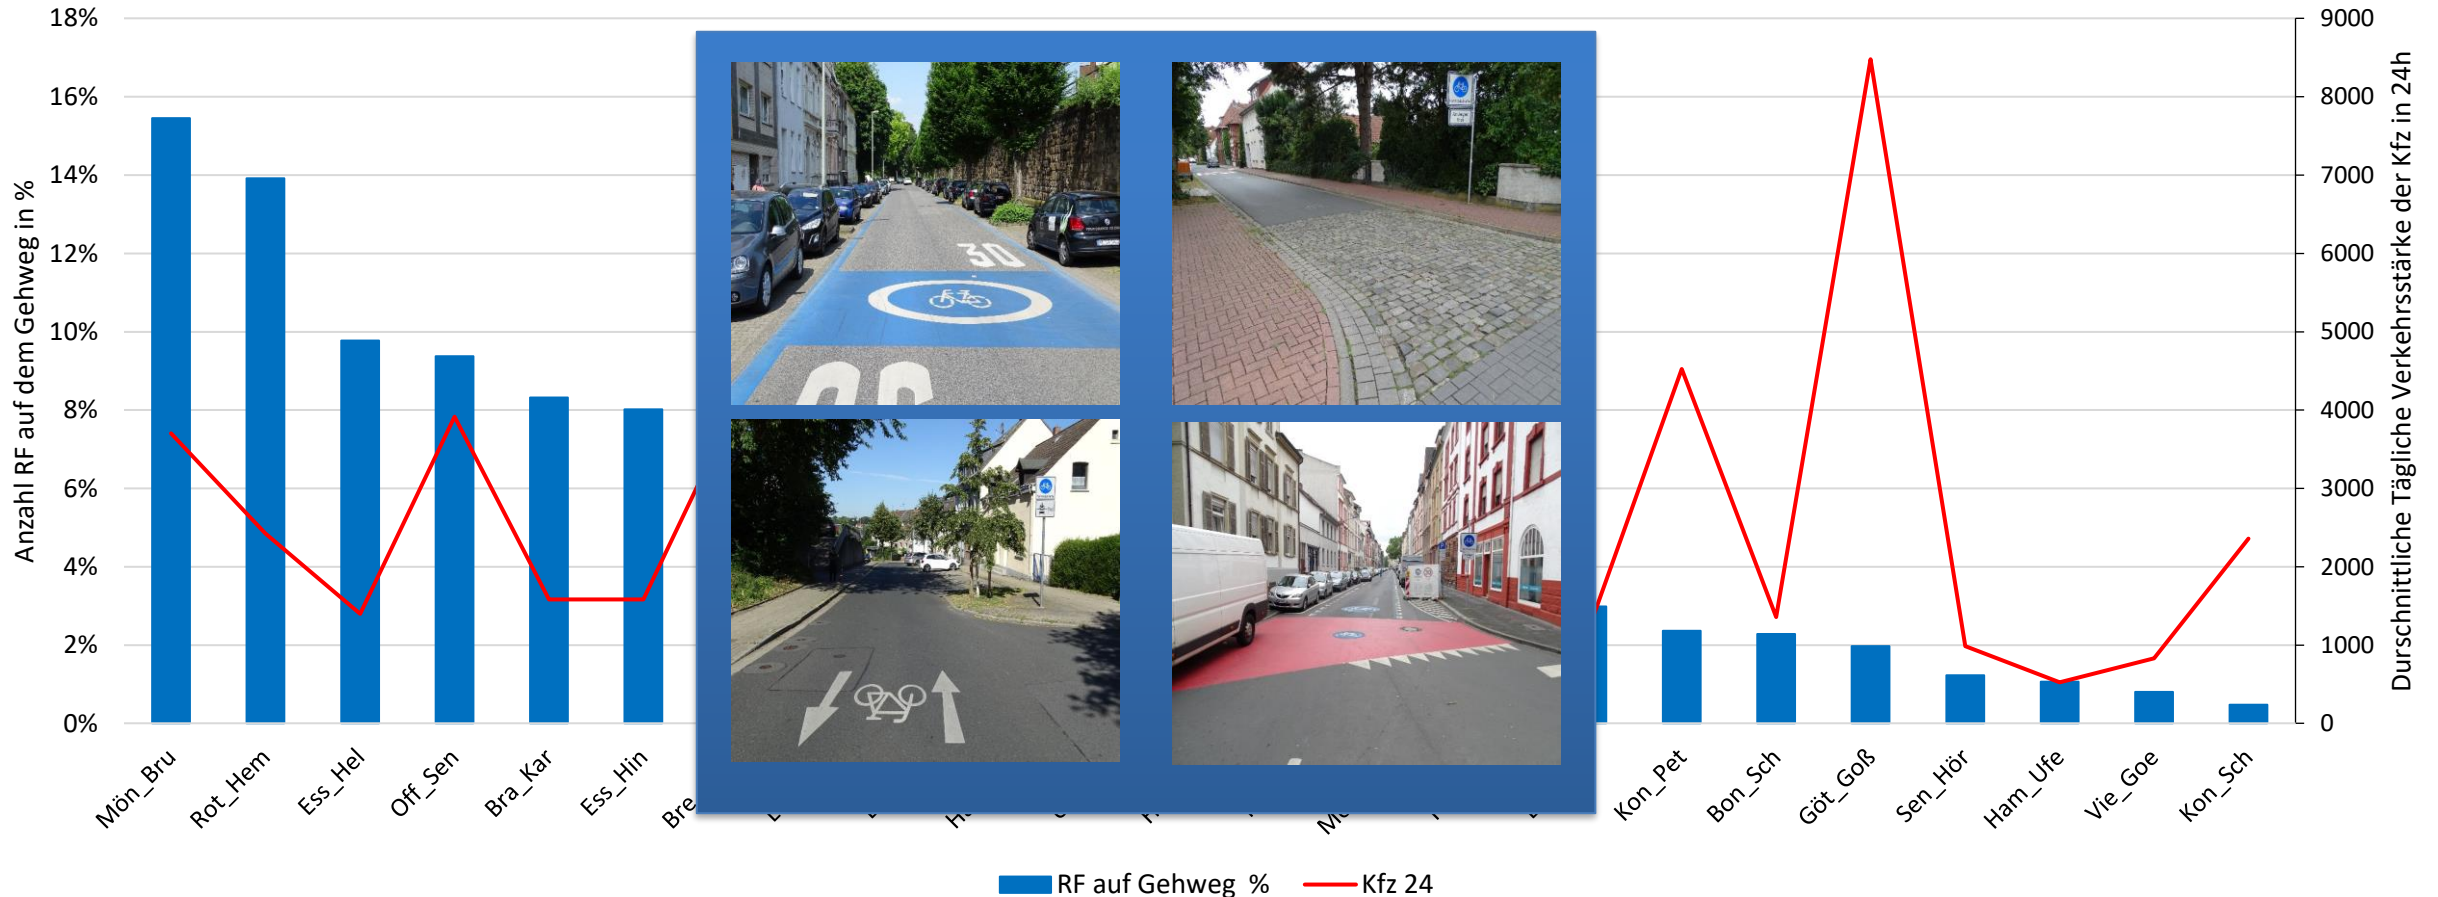 18%
16%
14%
12%
10%
8%
6%
4%
2%
0%
Anzahl RF auf dem Gehweg in %
9000
8000
7000
6000
5000
4000
3000
2000
1000
0
Durschnittliche Tägliche Verkehrsstärke der Kfz in 24h
30
Mön_Bru
Rot_Hem
Ess_Hel
Off_Sen
Bra_Kar
Ess_Hin
Bre
Kon_Pet
Bon_Sch
Göt_Goß
Sen_Hör
Ham_Ufe
Vie_Goe
Kon_Sch
RF auf Gehweg %
Kfz 24